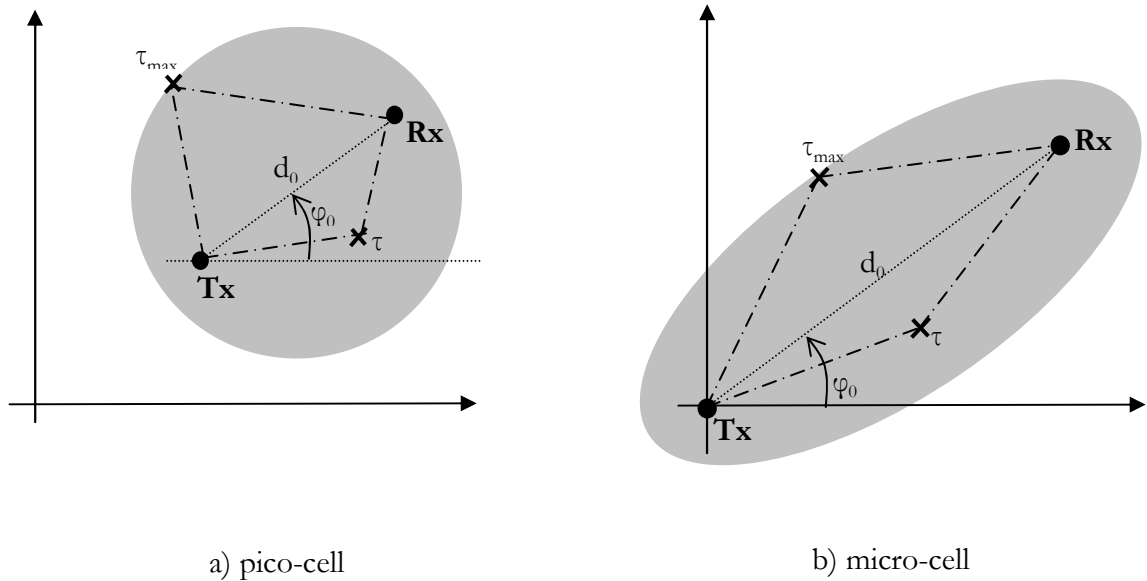 τmax
Rx
d₀
φ₀
τ
Tx
a) pico-cell
τmax
Rx
d₀
φ₀
τ
Tx
b) micro-cell